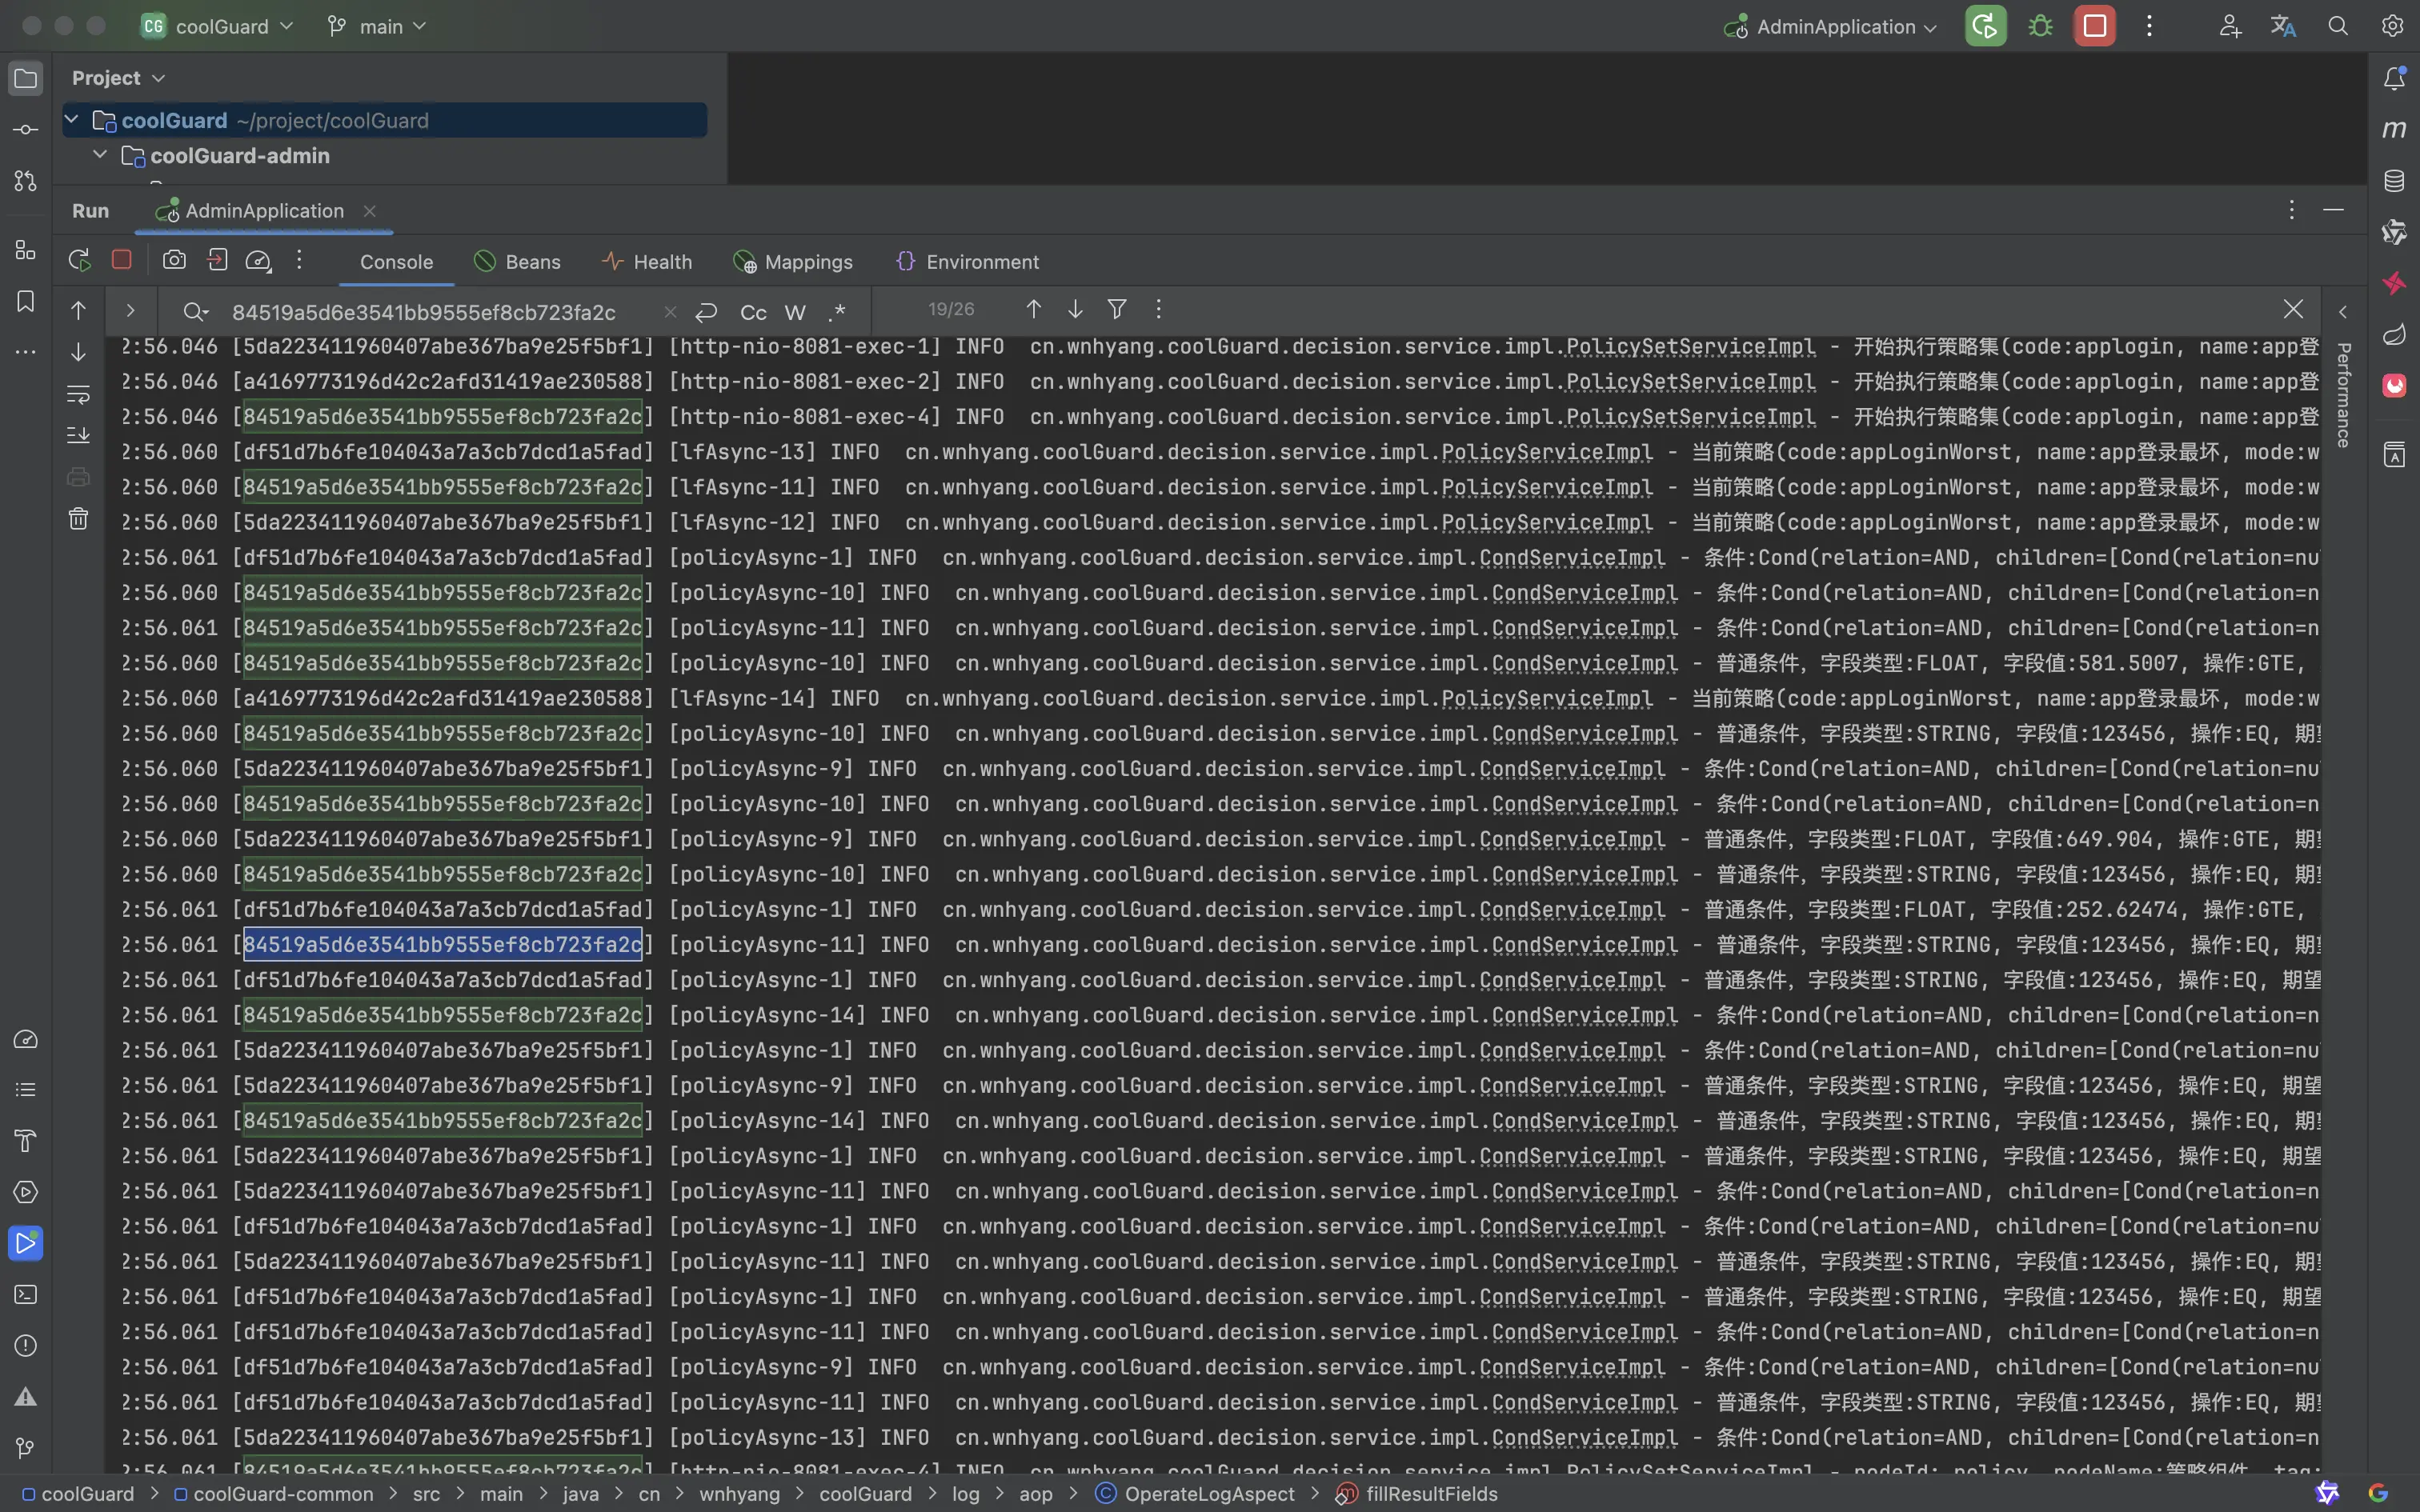 CG coolGuard main AdminApplication
Project
coolGuard ~/project/coolGuard
coolGuard-admin
Run AdminApplication
Console Beans Health Mappings Environment
84519a5d6e3541bb9555ef8cb723fa2c Cc W .* 19/26
Performance
2:56.046 [5da223411960407abe367ba9e25f5bf1] [http-nio-8081-exec-1] INFO cn.wnhyang.coolGuard.decision.service.impl.PolicySetServiceImpl - 开始执行策略集(code:applogin, name:app登
2:56.046 [a4169773196d42c2afd31419ae230588] [http-nio-8081-exec-2] INFO cn.wnhyang.coolGuard.decision.service.impl.PolicySetServiceImpl - 开始执行策略集(code:applogin, name:app登
2:56.046 [84519a5d6e3541bb9555ef8cb723fa2c] [http-nio-8081-exec-4] INFO cn.wnhyang.coolGuard.decision.service.impl.PolicySetServiceImpl - 开始执行策略集(code:applogin, name:app登
2:56.060 [df51d7b6fe104043a7a3cb7dcd1a5fad] [lfAsync-13] INFO cn.wnhyang.coolGuard.decision.service.impl.PolicyServiceImpl - 当前策略(code:appLoginWorst, name:app登录最坏, mode:w
2:56.060 [84519a5d6e3541bb9555ef8cb723fa2c] [lfAsync-11] INFO cn.wnhyang.coolGuard.decision.service.impl.PolicyServiceImpl - 当前策略(code:appLoginWorst, name:app登录最坏, mode:w
2:56.060 [5da223411960407abe367ba9e25f5bf1] [lfAsync-12] INFO cn.wnhyang.coolGuard.decision.service.impl.PolicyServiceImpl - 当前策略(code:appLoginWorst, name:app登录最坏, mode:w
2:56.061 [df51d7b6fe104043a7a3cb7dcd1a5fad] [policyAsync-1] INFO cn.wnhyang.coolGuard.decision.service.impl.CondServiceImpl - 条件:Cond(relation=AND, children=[Cond(relation=nu
2:56.060 [84519a5d6e3541bb9555ef8cb723fa2c] [policyAsync-10] INFO cn.wnhyang.coolGuard.decision.service.impl.CondServiceImpl - 条件:Cond(relation=AND, children=[Cond(relation=n
2:56.061 [84519a5d6e3541bb9555ef8cb723fa2c] [policyAsync-11] INFO cn.wnhyang.coolGuard.decision.service.impl.CondServiceImpl - 条件:Cond(relation=AND, children=[Cond(relation=n
2:56.060 [84519a5d6e3541bb9555ef8cb723fa2c] [policyAsync-10] INFO cn.wnhyang.coolGuard.decision.service.impl.CondServiceImpl - 普通条件, 字段类型:FLOAT, 字段值:581.5007, 操作:GTE,
2:56.060 [a4169773196d42c2afd31419ae230588] [lfAsync-14] INFO cn.wnhyang.coolGuard.decision.service.impl.PolicyServiceImpl - 当前策略(code:appLoginWorst, name:app登录最坏, mode:w
2:56.060 [84519a5d6e3541bb9555ef8cb723fa2c] [policyAsync-10] INFO cn.wnhyang.coolGuard.decision.service.impl.CondServiceImpl - 普通条件, 字段类型:STRING, 字段值:123456, 操作:EQ, 期
2:56.060 [5da223411960407abe367ba9e25f5bf1] [policyAsync-9] INFO cn.wnhyang.coolGuard.decision.service.impl.CondServiceImpl - 条件:Cond(relation=AND, children=[Cond(relation=nu
2:56.060 [84519a5d6e3541bb9555ef8cb723fa2c] [policyAsync-10] INFO cn.wnhyang.coolGuard.decision.service.impl.CondServiceImpl - 条件:Cond(relation=AND, children=[Cond(relation=n
2:56.060 [5da223411960407abe367ba9e25f5bf1] [policyAsync-9] INFO cn.wnhyang.coolGuard.decision.service.impl.CondServiceImpl - 普通条件, 字段类型:FLOAT, 字段值:649.904, 操作:GTE, 期
2:56.060 [84519a5d6e3541bb9555ef8cb723fa2c] [policyAsync-10] INFO cn.wnhyang.coolGuard.decision.service.impl.CondServiceImpl - 普通条件, 字段类型:STRING, 字段值:123456, 操作:EQ, 期
2:56.061 [df51d7b6fe104043a7a3cb7dcd1a5fad] [policyAsync-1] INFO cn.wnhyang.coolGuard.decision.service.impl.CondServiceImpl - 普通条件, 字段类型:FLOAT, 字段值:252.62474, 操作:GTE,
2:56.061 [84519a5d6e3541bb9555ef8cb723fa2c] [policyAsync-11] INFO cn.wnhyang.coolGuard.decision.service.impl.CondServiceImpl - 普通条件, 字段类型:STRING, 字段值:123456, 操作:EQ, 期
2:56.061 [df51d7b6fe104043a7a3cb7dcd1a5fad] [policyAsync-1] INFO cn.wnhyang.coolGuard.decision.service.impl.CondServiceImpl - 普通条件, 字段类型:STRING, 字段值:123456, 操作:EQ, 期望
2:56.061 [84519a5d6e3541bb9555ef8cb723fa2c] [policyAsync-14] INFO cn.wnhyang.coolGuard.decision.service.impl.CondServiceImpl - 条件:Cond(relation=AND, children=[Cond(relation=n
2:56.061 [5da223411960407abe367ba9e25f5bf1] [policyAsync-1] INFO cn.wnhyang.coolGuard.decision.service.impl.CondServiceImpl - 条件:Cond(relation=AND, children=[Cond(relation=nu
2:56.061 [5da223411960407abe367ba9e25f5bf1] [policyAsync-9] INFO cn.wnhyang.coolGuard.decision.service.impl.CondServiceImpl - 普通条件, 字段类型:STRING, 字段值:123456, 操作:EQ, 期望
2:56.061 [84519a5d6e3541bb9555ef8cb723fa2c] [policyAsync-14] INFO cn.wnhyang.coolGuard.decision.service.impl.CondServiceImpl - 普通条件, 字段类型:STRING, 字段值:123456, 操作:EQ, 期
2:56.061 [5da223411960407abe367ba9e25f5bf1] [policyAsync-1] INFO cn.wnhyang.coolGuard.decision.service.impl.CondServiceImpl - 普通条件, 字段类型:STRING, 字段值:123456, 操作:EQ, 期望
2:56.061 [5da223411960407abe367ba9e25f5bf1] [policyAsync-11] INFO cn.wnhyang.coolGuard.decision.service.impl.CondServiceImpl - 条件:Cond(relation=AND, children=[Cond(relation=n
2:56.061 [df51d7b6fe104043a7a3cb7dcd1a5fad] [policyAsync-1] INFO cn.wnhyang.coolGuard.decision.service.impl.CondServiceImpl - 条件:Cond(relation=AND, children=[Cond(relation=nu
2:56.061 [5da223411960407abe367ba9e25f5bf1] [policyAsync-11] INFO cn.wnhyang.coolGuard.decision.service.impl.CondServiceImpl - 普通条件, 字段类型:STRING, 字段值:123456, 操作:EQ, 期
2:56.061 [df51d7b6fe104043a7a3cb7dcd1a5fad] [policyAsync-1] INFO cn.wnhyang.coolGuard.decision.service.impl.CondServiceImpl - 普通条件, 字段类型:STRING, 字段值:123456, 操作:EQ, 期望
2:56.061 [df51d7b6fe104043a7a3cb7dcd1a5fad] [policyAsync-11] INFO cn.wnhyang.coolGuard.decision.service.impl.CondServiceImpl - 条件:Cond(relation=AND, children=[Cond(relation=n
2:56.061 [df51d7b6fe104043a7a3cb7dcd1a5fad] [policyAsync-9] INFO cn.wnhyang.coolGuard.decision.service.impl.CondServiceImpl - 条件:Cond(relation=AND, children=[Cond(relation=nu
2:56.061 [df51d7b6fe104043a7a3cb7dcd1a5fad] [policyAsync-11] INFO cn.wnhyang.coolGuard.decision.service.impl.CondServiceImpl - 普通条件, 字段类型:STRING, 字段值:123456, 操作:EQ, 期
2:56.061 [5da223411960407abe367ba9e25f5bf1] [policyAsync-13] INFO cn.wnhyang.coolGuard.decision.service.impl.CondServiceImpl - 条件:Cond(relation=AND, children=[Cond(relation=n
2:56.061 [84519a5d6e3541bb9555ef8cb723fa2c] [http-nio-8081-exec-4] INFO cn.wnhyang.coolGuard.decision.service.impl.PolicySetServiceImpl - nodeId: policy, nodeName:策略组件, tag:
coolGuard > coolGuard-common > src > main > java > cn > wnhyang > coolGuard > log > aop > OperateLogAspect > fillResultFields